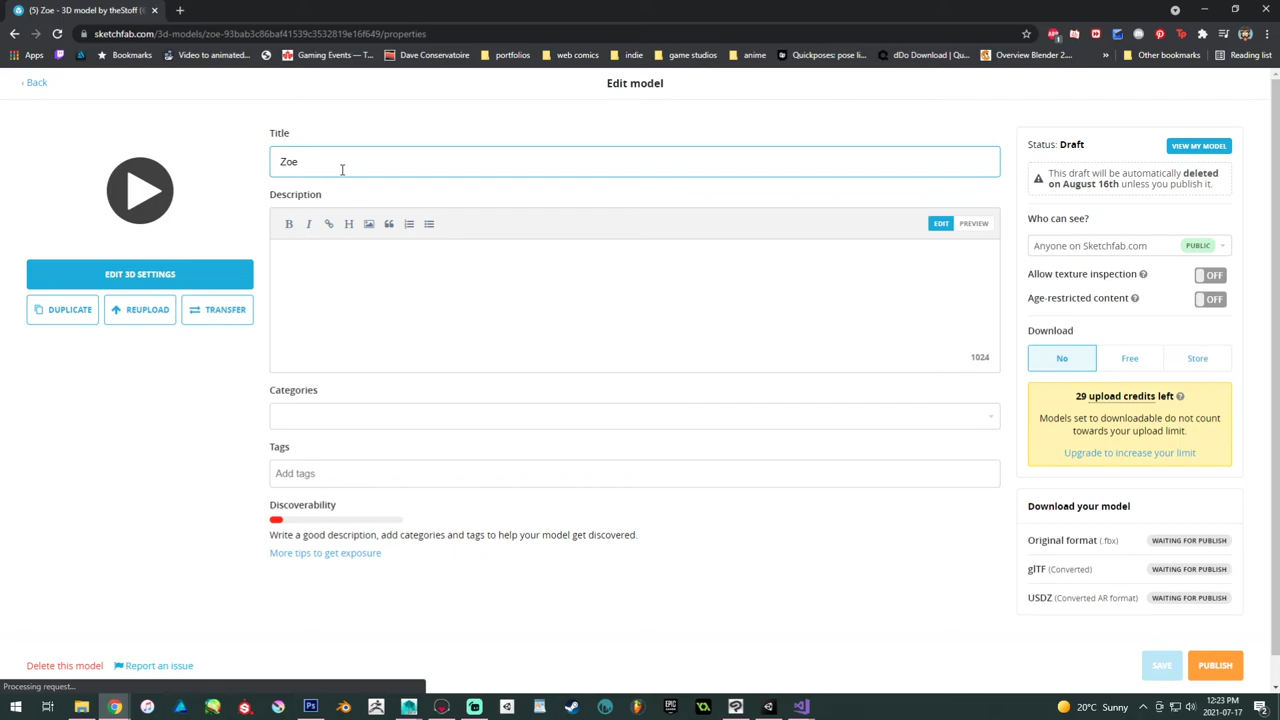 (5) Zoe - 3D model by theStoff (
sketchfab.com/3d-models/zoe-93bab3c86baf41539c3532819e16f649/properties
Apps
Video to animated...
Gaming Events — T...
Dave Conservatoire
portfolios
web comics
indie
game studios
anime
Quickposes: pose li...
dDo Download | Qu...
Exploring Overview Blender 2...
Other bookmarks
Reading list
‹ Back
Edit model
Title
Zoe
Description
B I H
EDIT
PREVIEW
1024
Categories
Tags
Add tags
Discoverability
Write a good description, add categories and tags to help your model get discovered.
More tips to get exposure
EDIT 3D SETTINGS
DUPLICATE
REUPLOAD
TRANSFER
Status: Draft
VIEW MY MODEL
This draft will be automatically deleted
on August 16th unless you publish it.
Who can see?
Anyone on Sketchfab.com
PUBLIC
Allow texture inspection
OFF
Age-restricted content
OFF
Download
No
Free
Store
29 upload credits left
Models set to downloadable do not count
towards your upload limit.
Upgrade to increase your limit
Download your model
Original format (.fbx)
WAITING FOR PUBLISH
glTF (Converted)
WAITING FOR PUBLISH
USDZ (Converted AR format)
WAITING FOR PUBLISH
Delete this model
Report an issue
SAVE
PUBLISH
Processing request...
20°C Sunny
12:23 PM
2021-07-17